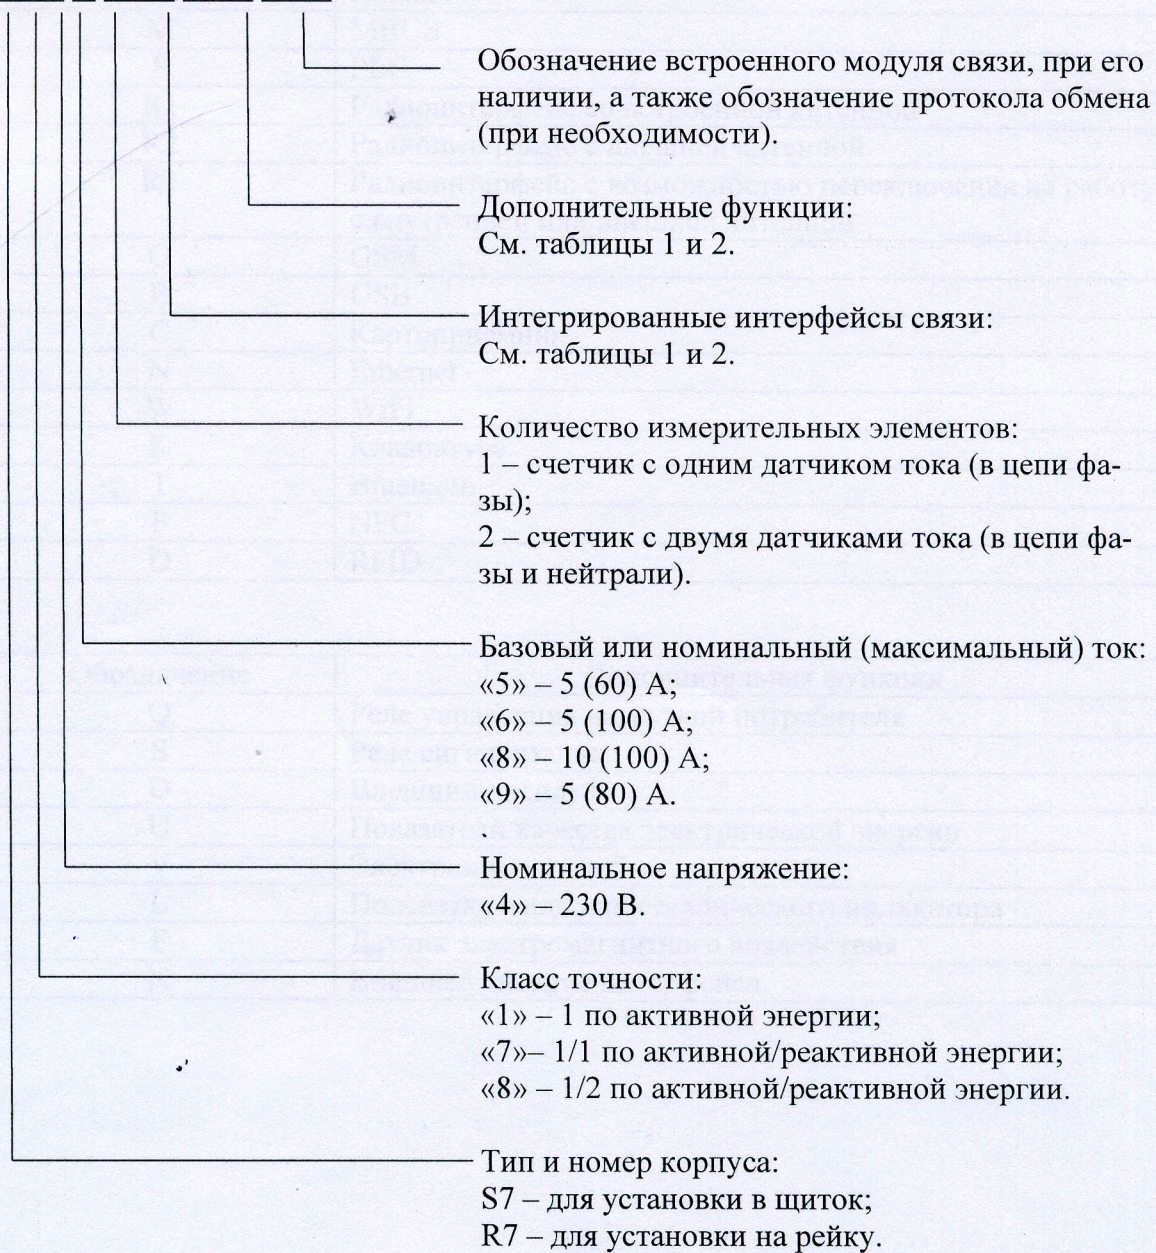 Обозначение встроенного модуля связи, при его
наличии, а также обозначение протокола обмена
(при необходимости).
Дополнительные функции:
См. таблицы 1 и 2.
Интегрированные интерфейсы связи:
См. таблицы 1 и 2.
Количество измерительных элементов:
1 – счетчик с одним датчиком тока (в цепи фа-
зы);
2 – счетчик с двумя датчиками тока (в цепи фа-
зы и нейтрали).
Базовый или номинальный (максимальный) ток:
«5» – 5 (60) А;
«6» – 5 (100) А;
«8» – 10 (100) А;
«9» – 5 (80) А.
Номинальное напряжение:
«4» – 230 В.
Класс точности:
«1» – 1 по активной энергии;
«7»– 1/1 по активной/реактивной энергии;
«8» – 1/2 по активной/реактивной энергии.
Тип и номер корпуса:
S7 – для установки в щиток;
R7 – для установки на рейку.